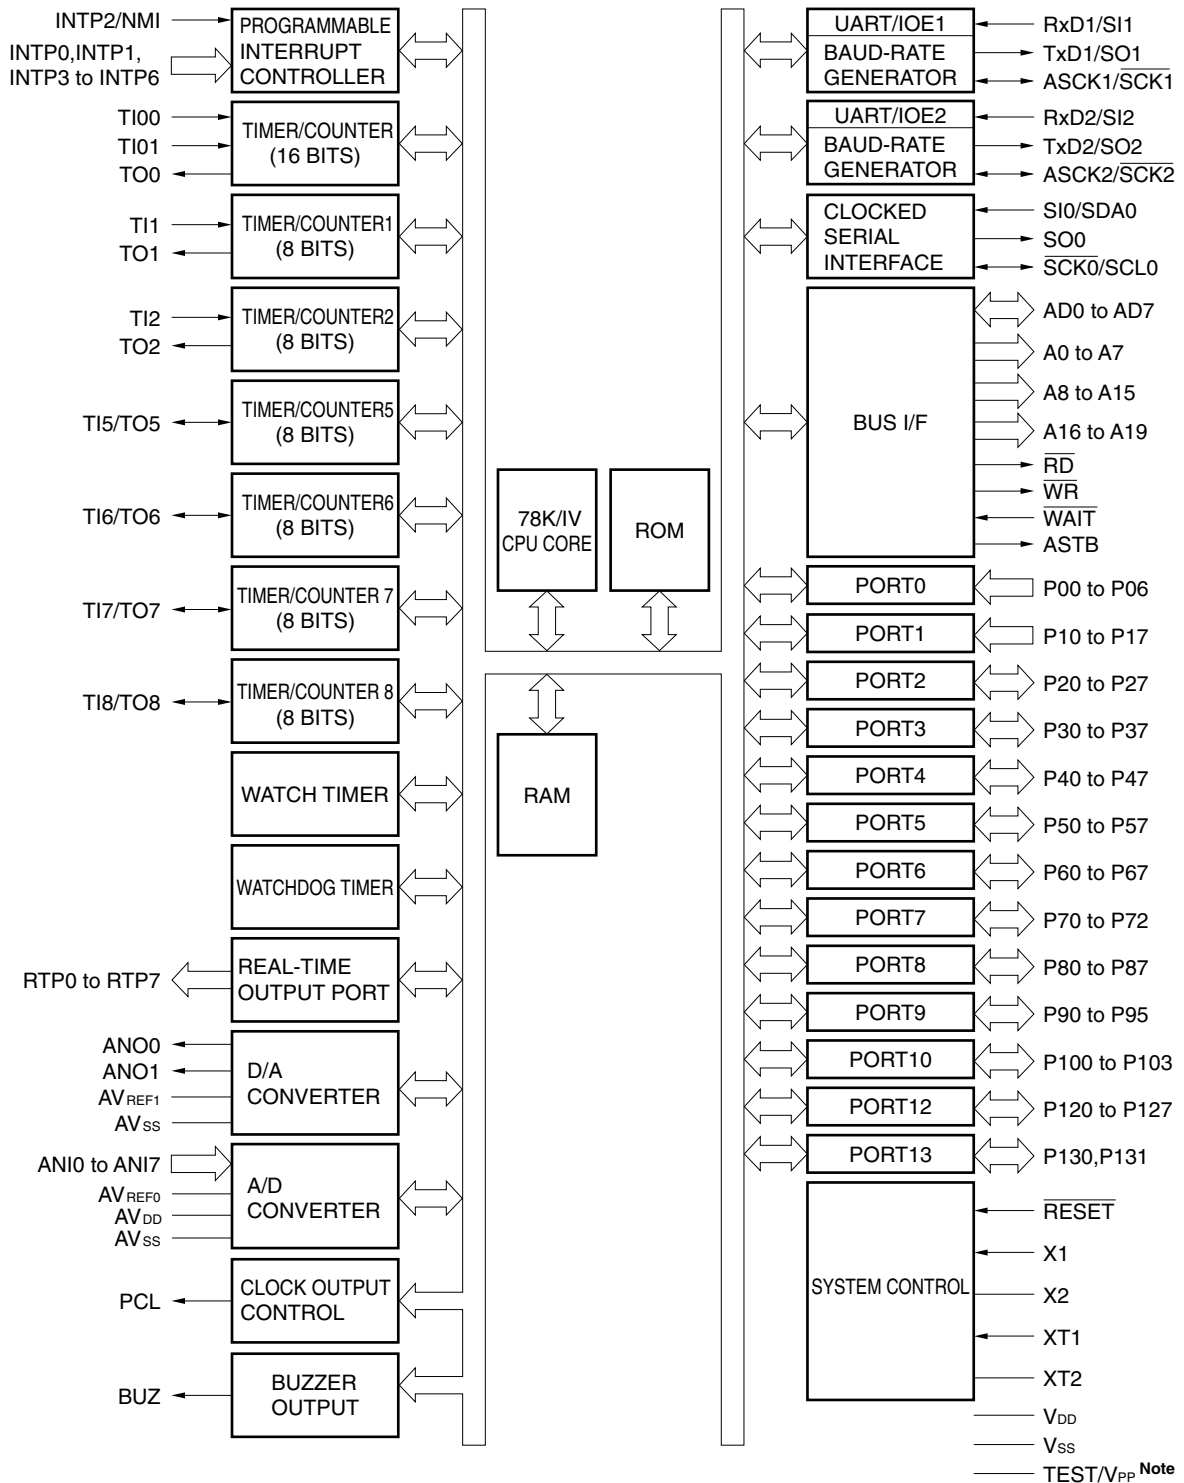 INTP2/NMI
INTP0,INTP1,
INTP3 to INTP6
PROGRAMMABLE
INTERRUPT
CONTROLLER
TI00
TI01
TO0
TIMER/COUNTER
(16 BITS)
TI1
TO1
TIMER/COUNTER1
(8 BITS)
TI2
TO2
TIMER/COUNTER2
(8 BITS)
TI5/TO5
TIMER/COUNTER5
(8 BITS)
TI6/TO6
TIMER/COUNTER6
(8 BITS)
TI7/TO7
TIMER/COUNTER 7
(8 BITS)
TI8/TO8
TIMER/COUNTER 8
(8 BITS)
WATCH TIMER
WATCHDOG TIMER
RTP0 to RTP7
REAL-TIME
OUTPUT PORT
ANO0
ANO1
AVREF1
AVSS
D/A
CONVERTER
ANI0 to ANI7
AVREF0
AVDD
AVSS
A/D
CONVERTER
PCL
CLOCK OUTPUT
CONTROL
BUZ
BUZZER
OUTPUT
78K/IV
CPU CORE
ROM
RAM
UART/IOE1
BAUD-RATE
GENERATOR
RxD1/SI1
TxD1/SO1
ASCK1/SCK1
UART/IOE2
BAUD-RATE
GENERATOR
RxD2/SI2
TxD2/SO2
ASCK2/SCK2
CLOCKED
SERIAL
INTERFACE
SI0/SDA0
SO0
SCK0/SCL0
BUS I/F
AD0 to AD7
A0 to A7
A8 to A15
A16 to A19
RD
WR
WAIT
ASTB
PORT0
P00 to P06
PORT1
P10 to P17
PORT2
P20 to P27
PORT3
P30 to P37
PORT4
P40 to P47
PORT5
P50 to P57
PORT6
P60 to P67
PORT7
P70 to P72
PORT8
P80 to P87
PORT9
P90 to P95
PORT10
P100 to P103
PORT12
P120 to P127
PORT13
P130,P131
SYSTEM CONTROL
RESET
X1
X2
XT1
XT2
VDD
VSS
TEST/VPP Note